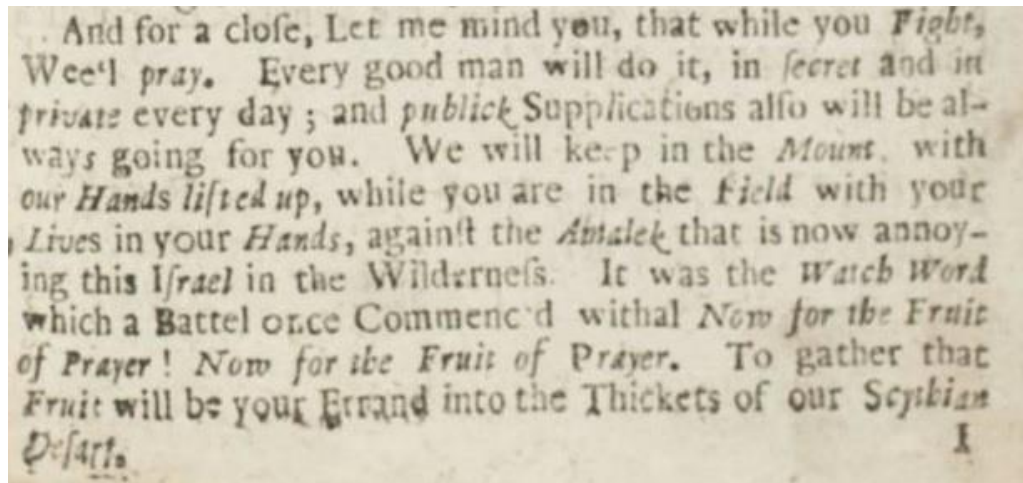 And for a cloſe, Let me mind you, that while you Fight,
Wee'l pray. Every good man will do it, in ſecret and in
private every day; and publick Supplications alſo will be al-
ways going for you. We will keep in the Mount, with
our Hands liſted up, while you are in the Field with your
Lives in your Hands, againſt the Amalek that is now annoy-
ing this Iſrael in the Wilderneſs. It was the Watch Word
which a Battel once Commenc'd withal Now for the Fruit
of Prayer! Now for the Fruit of Prayer. To gather that
Fruit will be your Errand into the Thickets of our Scythian
Deſart.
I